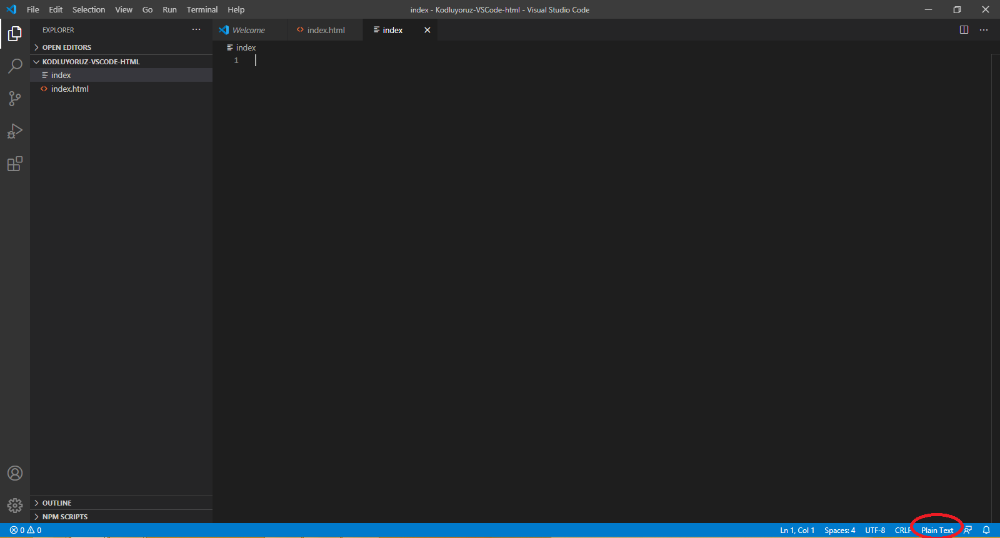 File Edit Selection View Go Run Terminal Help
index - Kodluyoruz-VSCode-html - Visual Studio Code
EXPLORER
OPEN EDITORS
KODLUYORUZ-VSCODE-HTML
index
index.html
OUTLINE
NPM SCRIPTS
Welcome index.html index
index
1
0 0
Ln 1, Col 1 Spaces: 4 UTF-8 CRLF Plain Text